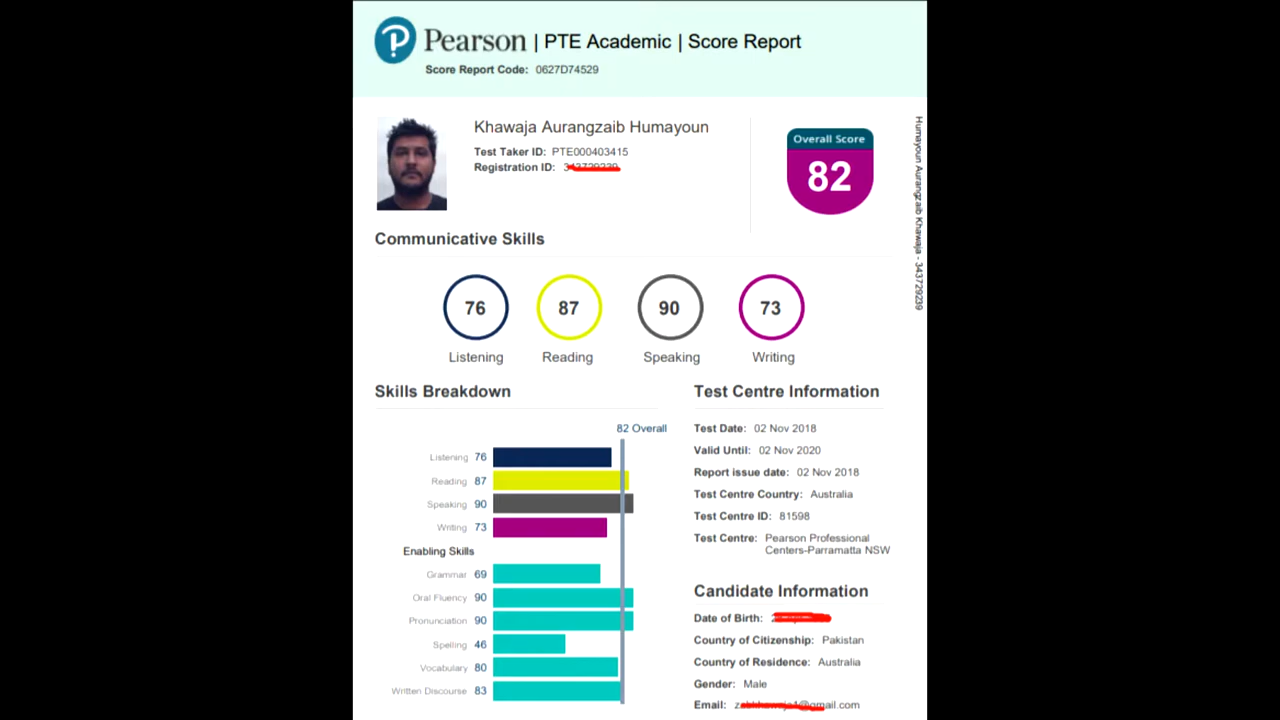 Pearson | PTE Academic | Score Report
Score Report Code: 0627D74529
Khawaja Aurangzaib Humayoun
Test Taker ID: PTE000403415
Registration ID:
Overall Score
82
Humayoun Aurangzaib Khawaja - 343729239
Communicative Skills
76 87 90 73
Listening Reading Speaking Writing
Skills Breakdown
82 Overall
Listening 76
Reading 87
Speaking 90
Writing 73
Enabling Skills
Grammar 69
Oral Fluency 90
Pronunciation 90
Spelling 46
Vocabulary 80
Written Discourse 83
Test Centre Information
Test Date: 02 Nov 2018
Valid Until: 02 Nov 2020
Report issue date: 02 Nov 2018
Test Centre Country: Australia
Test Centre ID: 81598
Test Centre: Pearson Professional
Centers-Parramatta NSW
Candidate Information
Date of Birth:
Country of Citizenship: Pakistan
Country of Residence: Australia
Gender: Male
Email: